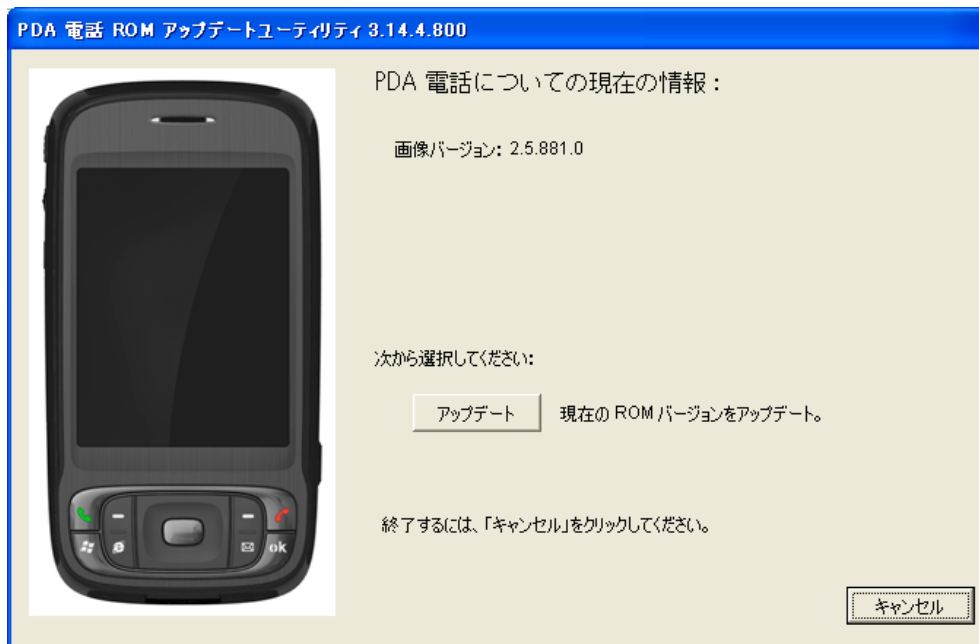 PDA 電話 ROM アップデートユーティリティ 3.14.4.800
PDA 電話についての現在の情報：
画像バージョン: 2.5.881.0
次から選択してください:
アップデート 現在の ROM バージョンをアップデート。
終了するには、「キャンセル」をクリックしてください。
ok
キャンセル